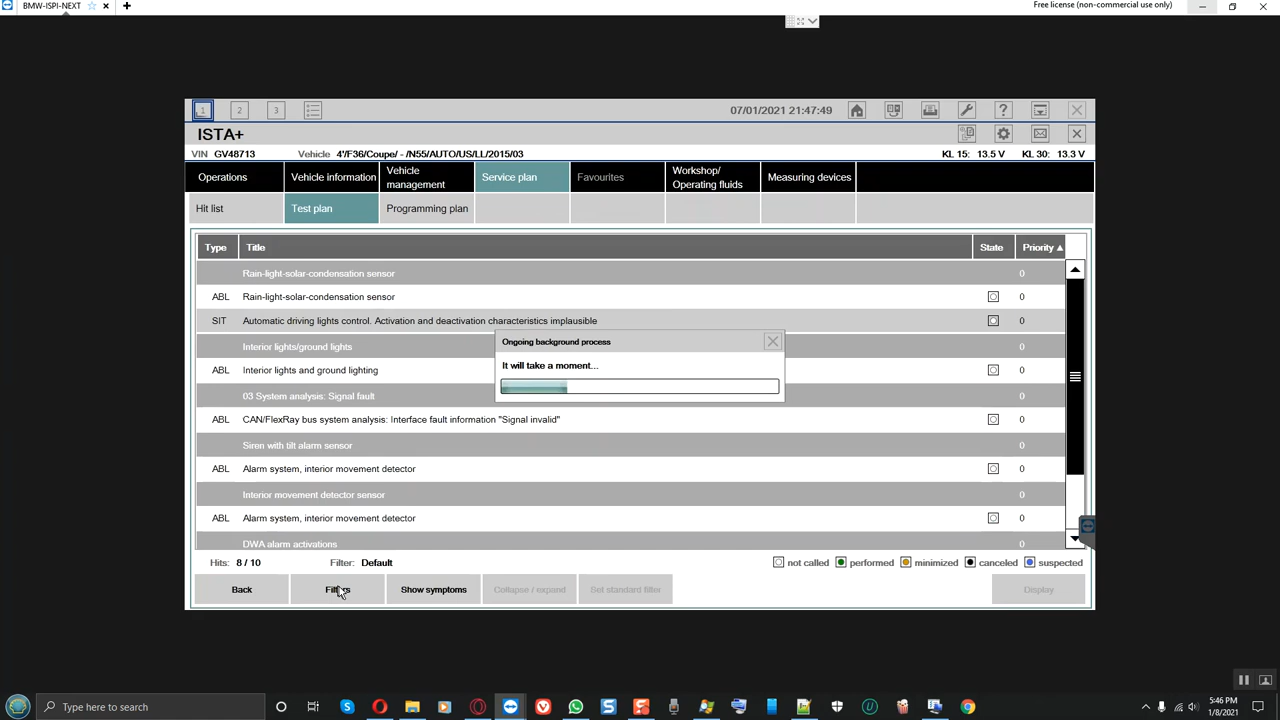 BMW-ISPI-NEXT
Free license (non-commercial use only)
1 2 3 07/01/2021 21:47:49
ISTA+
VIN GV48713 Vehicle 4'/F36/Coupe/ - /N55/AUTO/US/LL/2015/03 KL 15: 13.5 V KL 30: 13.3 V
Operations Vehicle information Vehicle management Service plan Favourites Workshop/ Operating fluids Measuring devices
Hit list Test plan Programming plan
Type Title State Priority
Rain-light-solar-condensation sensor 0
ABL Rain-light-solar-condensation sensor 0
SIT Automatic driving lights control. Activation and deactivation characteristics implausible 0
Interior lights/ground lights 0
Ongoing background process
It will take a moment...
ABL Interior lights and ground lighting 0
03 System analysis: Signal fault 0
ABL CAN/FlexRay bus system analysis: Interface fault information "Signal invalid" 0
Siren with tilt alarm sensor 0
ABL Alarm system, interior movement detector 0
Interior movement detector sensor 0
ABL Alarm system, interior movement detector 0
DWA alarm activations 0
Hits: 8 / 10 Filter: Default not called performed minimized canceled suspected
Back Filters Show symptoms Collapse / expand Set standard filter Display
Type here to search
5:46 PM
1/8/2021